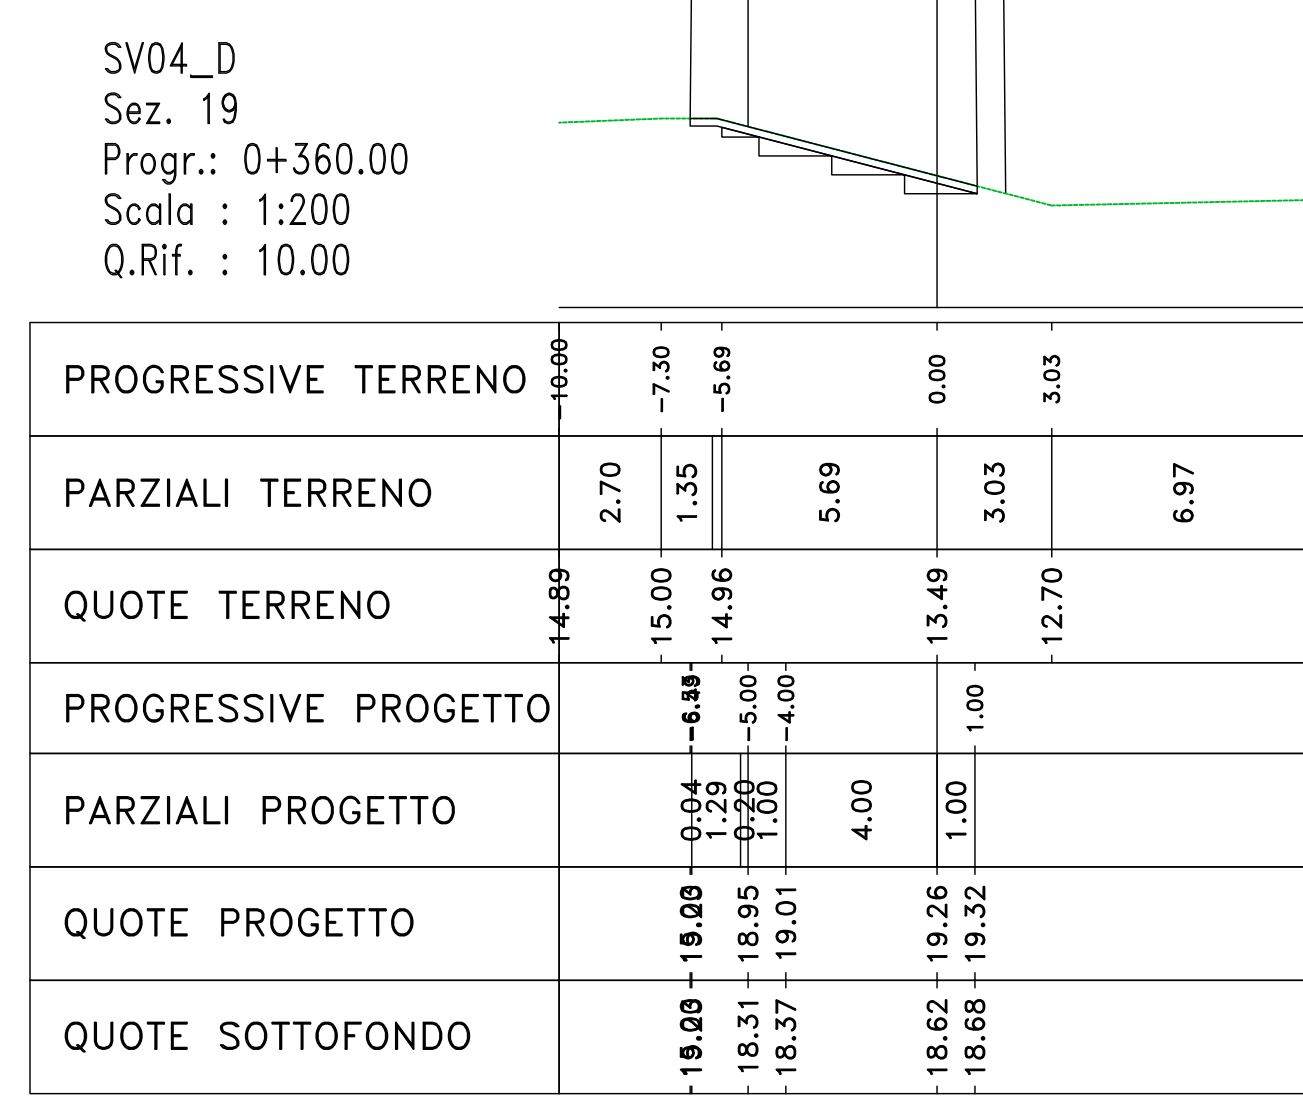 SV04_D
Sez. 19
Progr.: 0+360.00
Scala : 1:200
Q.Rif. : 10.00
PROGRESSIVE TERRENO -10.00 -7.30 -5.69 0.00 3.03
PARZIALI TERRENO 2.70 1.35 5.69 3.03 6.97
QUOTE TERRENO 14.89 15.00 14.96 13.49 12.70
PROGRESSIVE PROGETTO -5.00 -4.00 1.00
PARZIALI PROGETTO 0.04 1.29 0.20 1.00 4.00 1.00
QUOTE PROGETTO 18.95 19.01 19.26 19.32
QUOTE SOTTOFONDO 18.31 18.37 18.62 18.68